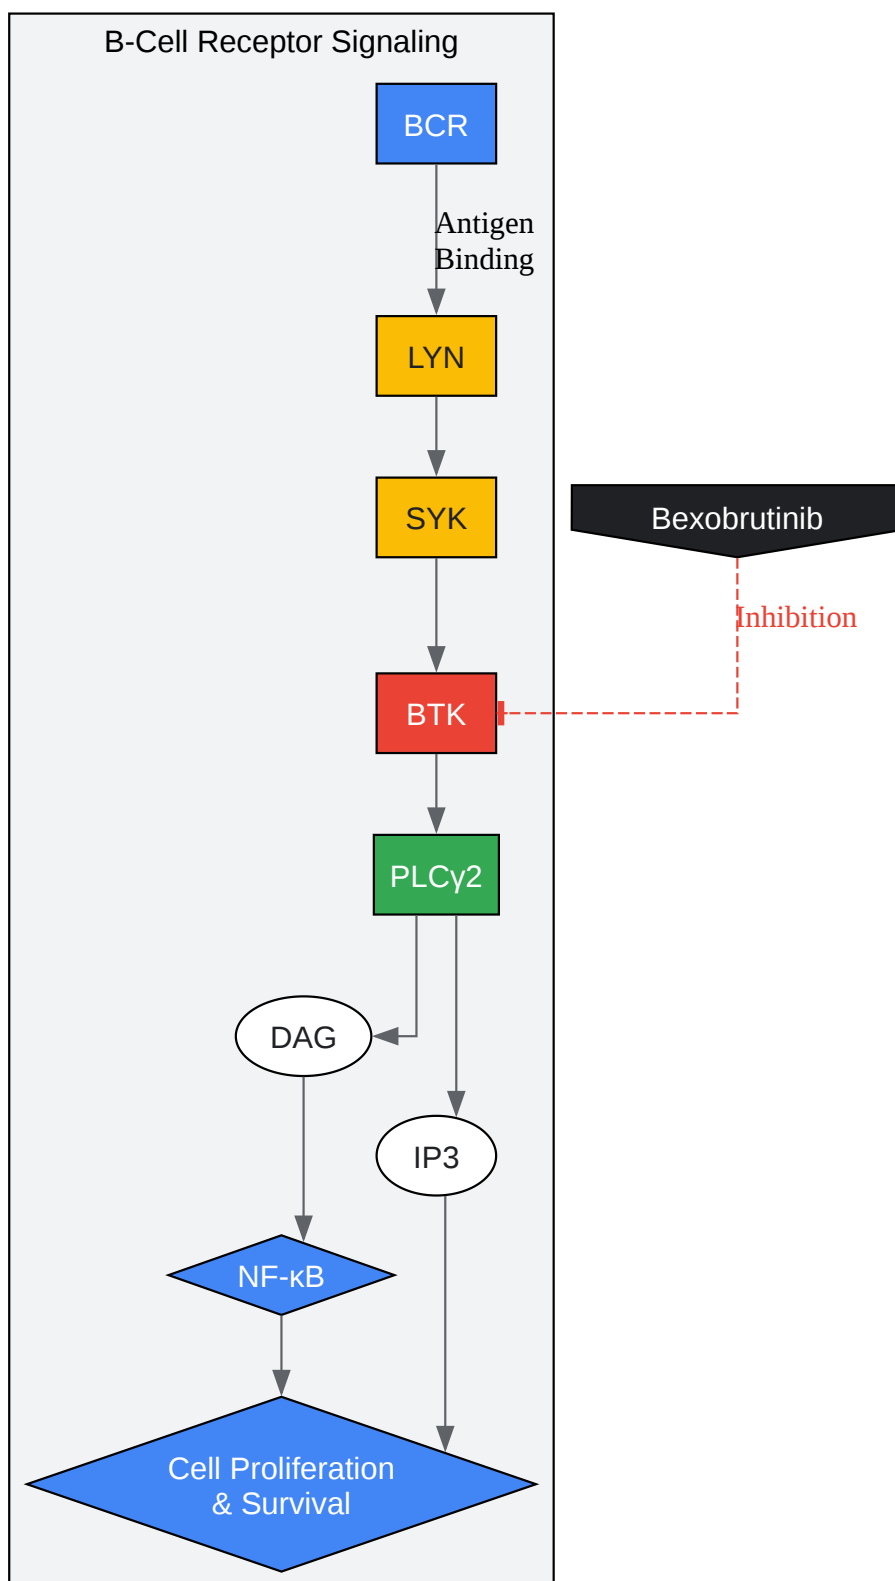 B-Cell Receptor Signaling
BCR
Antigen
Binding
LYN
SYK
Bexobrutinib
Inhibition
BTK
PLCγ2
DAG
IP3
NF-κB
Cell Proliferation
& Survival